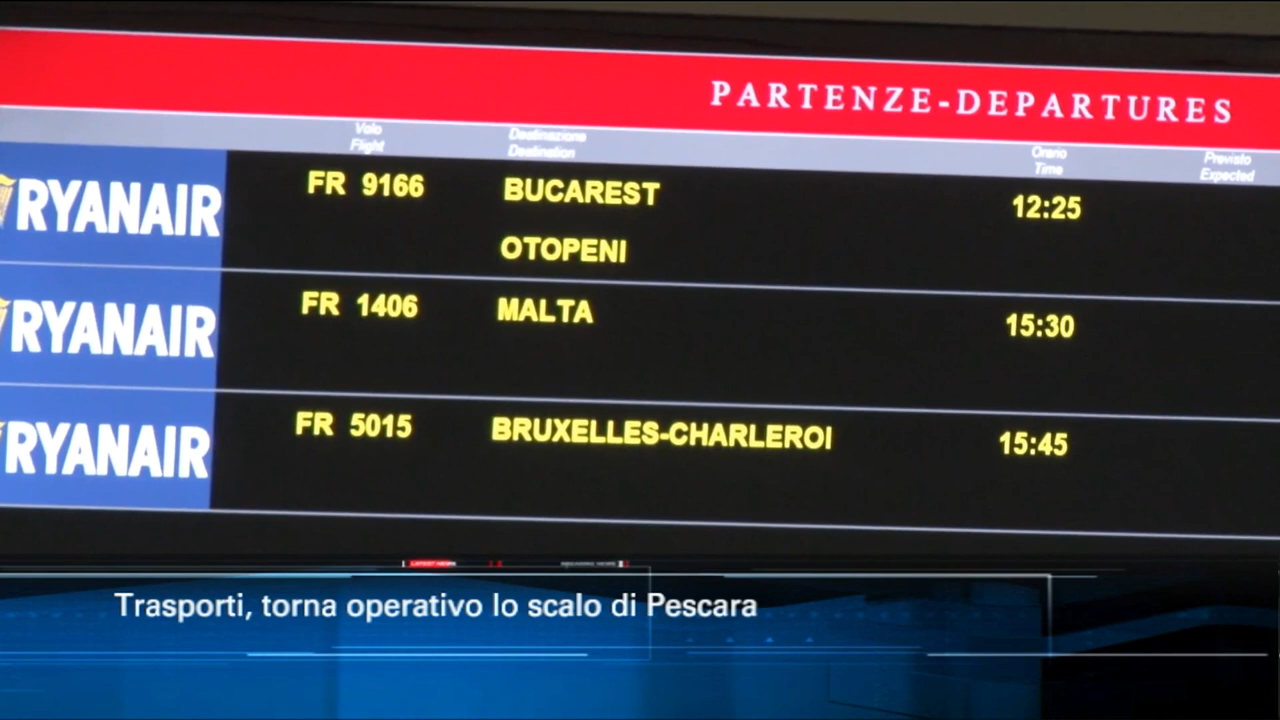 PARTENZE-DEPARTURES
Volo Destinazione Orario Previsto
Flight Destination Time Expected
RYANAIR FR 9166 BUCAREST 12:25
OTOPENI
RYANAIR FR 1406 MALTA 15:30
RYANAIR FR 5015 BRUXELLES-CHARLEROI 15:45
Trasporti, torna operativo lo scalo di Pescara